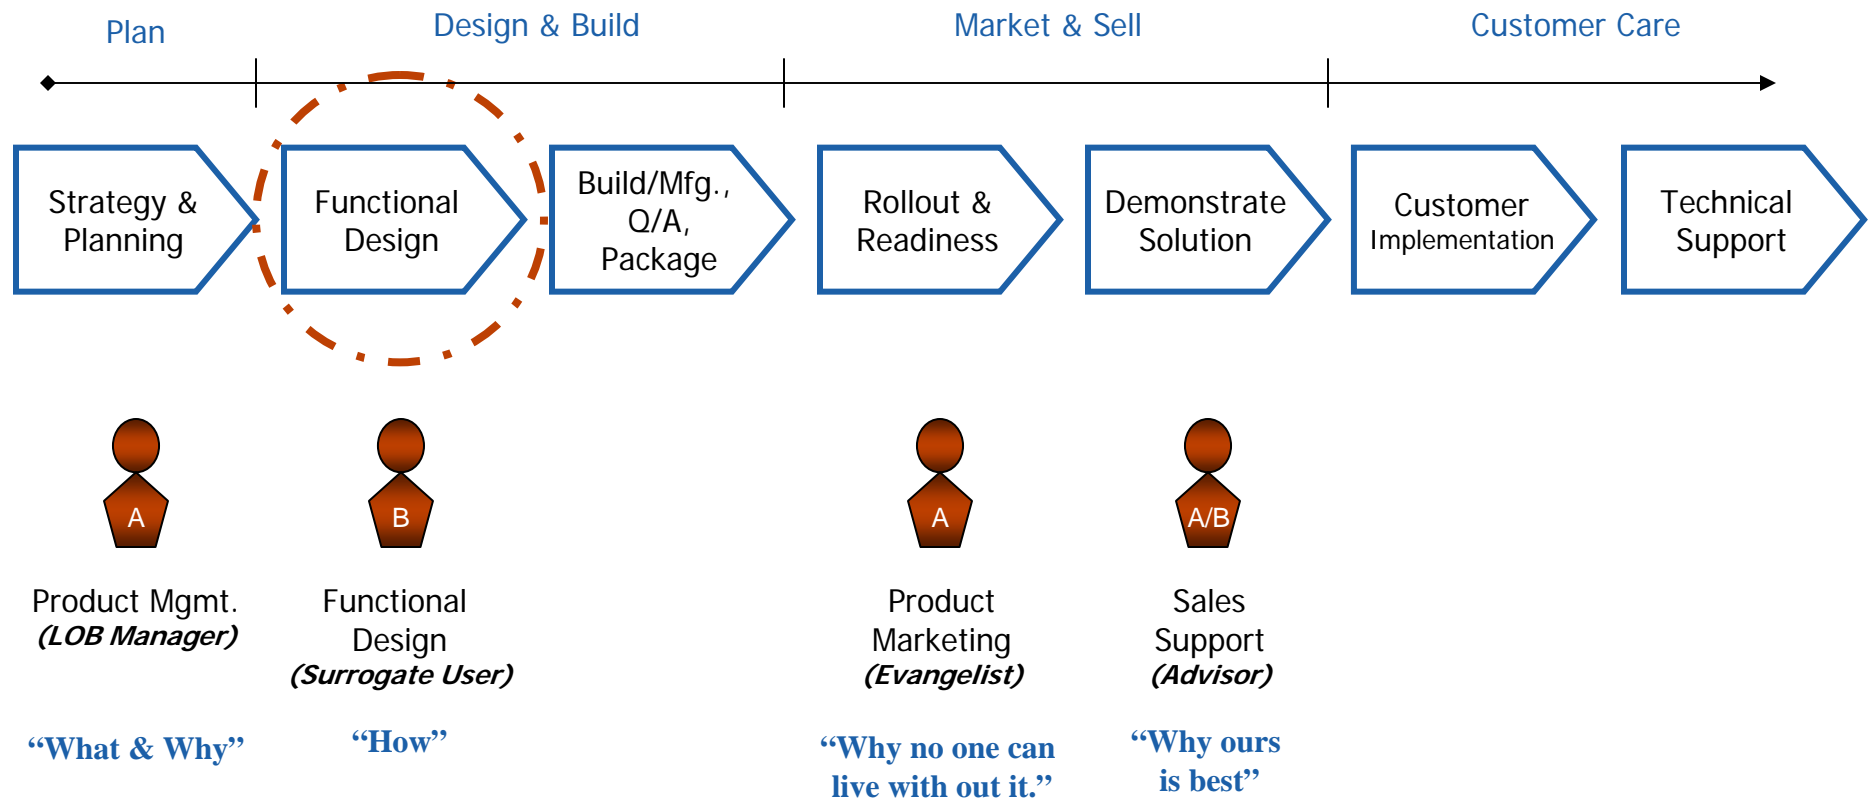 Plan
Design & Build
Market & Sell
Customer Care
Strategy &
Planning
Functional
Design
Build/Mfg.,
Q/A,
Package
Rollout &
Readiness
Demonstrate
Solution
Customer
Implementation
Technical
Support
A
B
A
A/B
Product Mgmt.
(LOB Manager)
Functional
Design
(Surrogate User)
Product
Marketing
(Evangelist)
Sales
Support
(Advisor)
“What & Why”
“How”
“Why no one can
live with out it.”
“Why ours
is best”